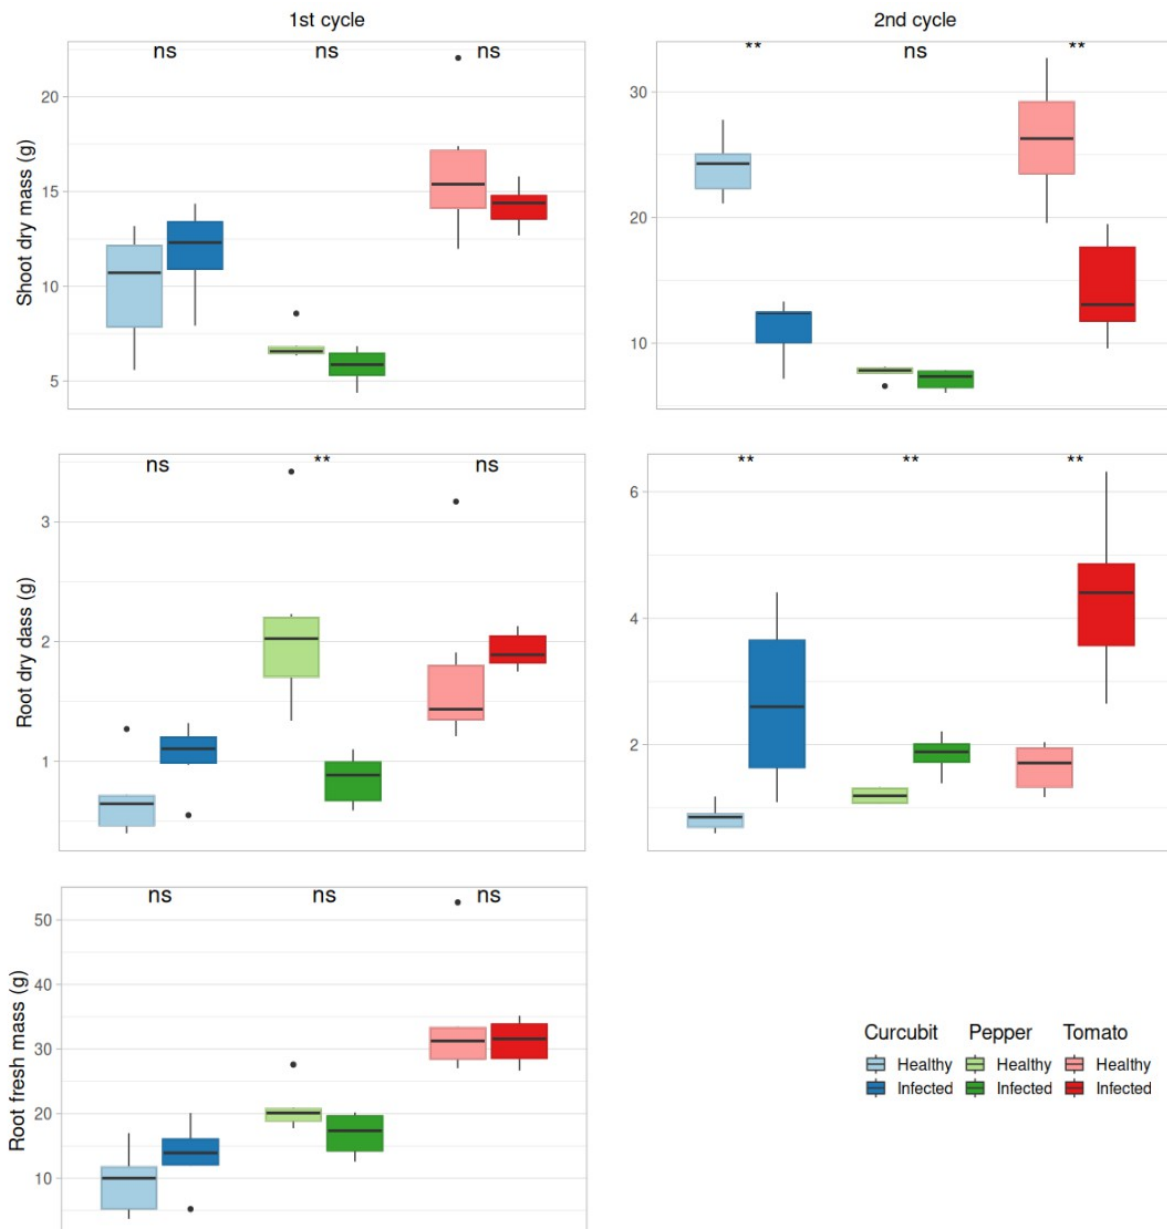 1st cycle
2nd cycle
ns ns ns
** ns **
Shoot dry mass (g)
20
15
10
5
30
20
10
ns ** ns
** ** **
Root dry dass (g)
3
2
1
6
4
2
ns ns ns
Root fresh mass (g)
50
40
30
20
10
Curcubit Pepper Tomato
Healthy Healthy Healthy
Infected Infected Infected